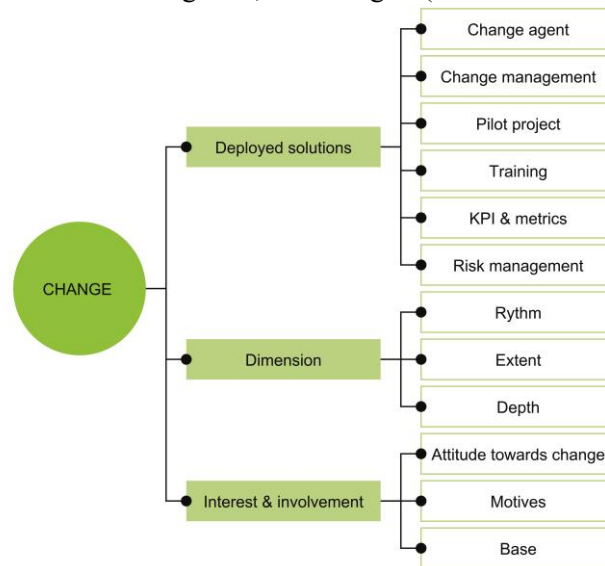 Change agent
Change management
Pilot project
Deployed solutions
Training
KPI & metrics
Risk management
CHANGE
Rythm
Dimension
Extent
Depth
Attitude towards change
Interest & involvement
Motives
Base